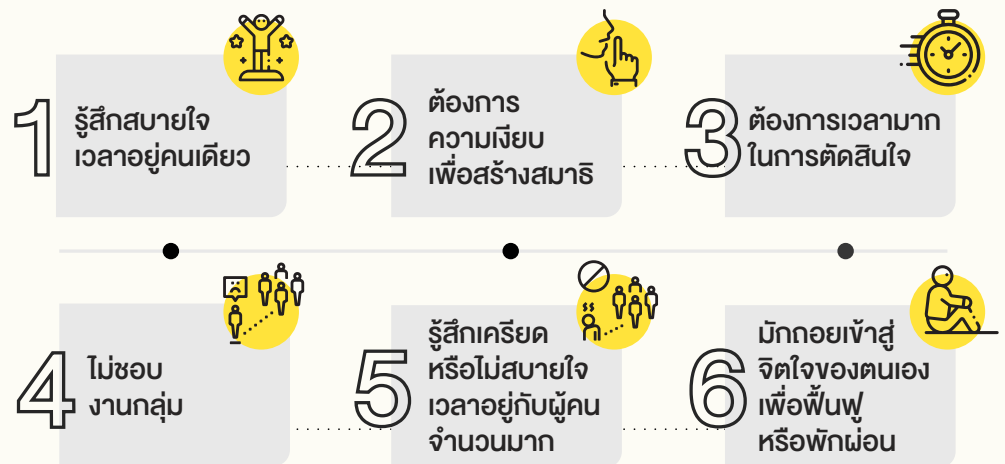 1
รู้สึกสบายใจ
เวลาอยู่คนเดียว
2
ต้องการ
ความเงียบ
เพื่อสร้างสมาธิ
3
ต้องการเวลามาก
ในการตัดสินใจ
4
ไม่ชอบ
งานกลุ่ม
5
รู้สึกเครียด
หรือไม่สบายใจ
เวลาอยู่กับผู้คน
จำนวนมาก
6
มักถอยเข้าสู่
จิตใจของตนเอง
เพื่อฟื้นฟู
หรือพักผ่อน